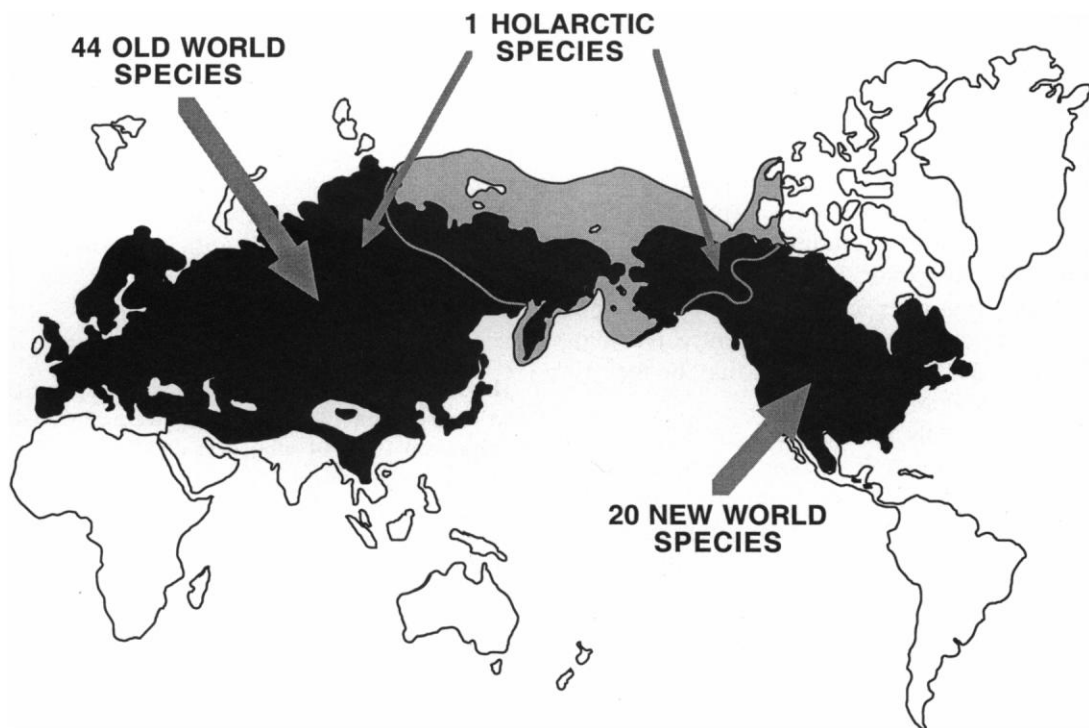 44 OLD WORLD
SPECIES
1 HOLARCTIC
SPECIES
20 NEW WORLD
SPECIES